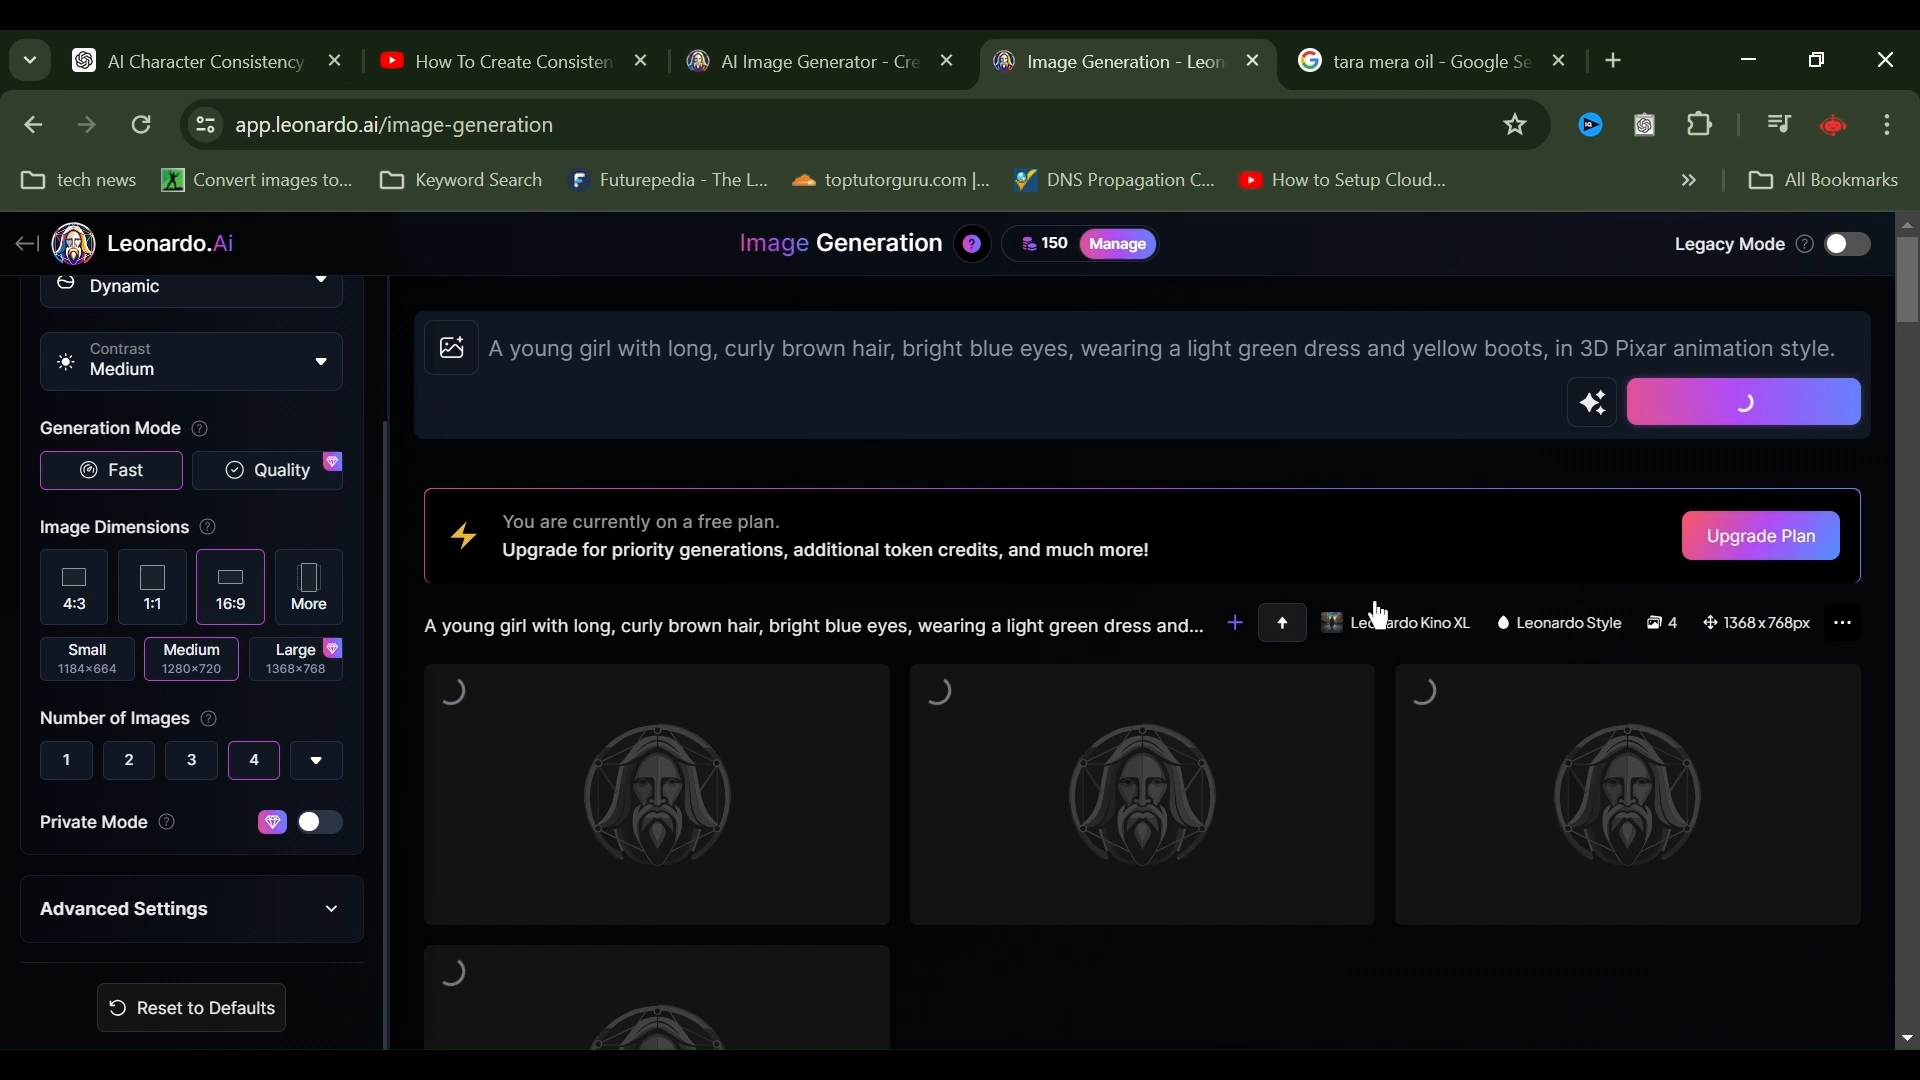 AI Character Consistency
How To Create Consisten
AI Image Generator - Cre
Image Generation - Leon
tara mera oil - Google Se
app.leonardo.ai/image-generation
tech news
Convert images to...
Keyword Search
Futurepedia - The L...
toptutorguru.com |...
DNS Propagation C...
How to Setup Cloud...
All Bookmarks
Leonardo.Ai
Image Generation
?
150
Manage
Legacy Mode ?
Dynamic
Contrast
Medium
Generation Mode ?
Fast
Quality
Image Dimensions ?
4:3
1:1
16:9
More
Small
1184×664
Medium
1280×720
Large
1368×768
Number of Images ?
1
2
3
4
Private Mode ?
Advanced Settings
Reset to Defaults
A young girl with long, curly brown hair, bright blue eyes, wearing a light green dress and yellow boots, in 3D Pixar animation style.
You are currently on a free plan.
Upgrade for priority generations, additional token credits, and much more!
Upgrade Plan
A young girl with long, curly brown hair, bright blue eyes, wearing a light green dress and...
Kino XL
Leonardo Style
4
1368x768px